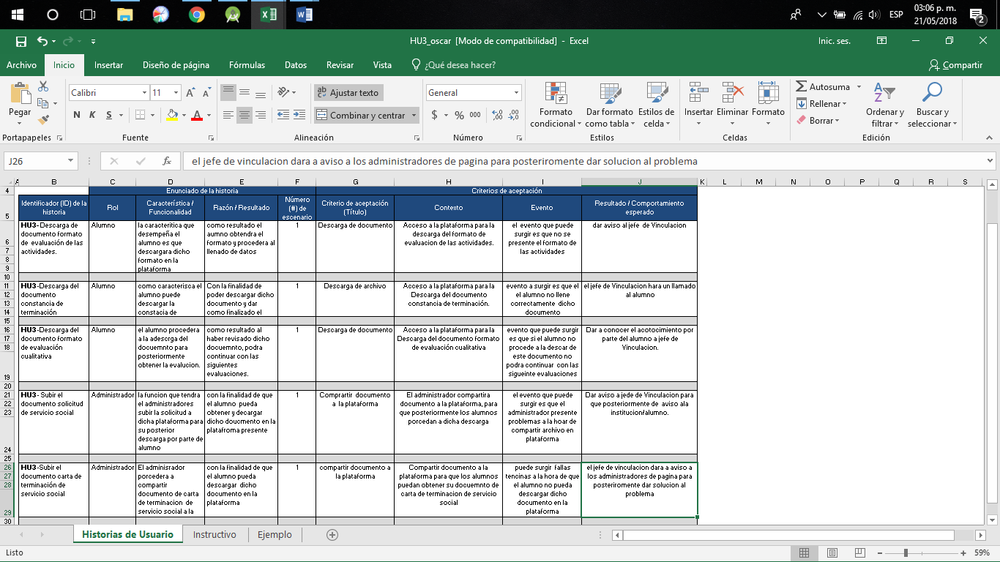 03:06 p. m.
ESP
21/05/2018
2
HU3_oscar [Modo de compatibilidad] - Excel
Inic. ses.
Archivo
Inicio
Insertar
Diseño de página
Fórmulas
Datos
Revisar
Vista
¿Qué desea hacer?
Compartir
Pegar
Calibri
11
N K S
Ajustar texto
Combinar y centrar
General
$ % 000
Formato condicional
Dar formato como tabla
Estilos de celda
Insertar
Eliminar
Formato
Autosuma
Rellenar
Borrar
Ordenar y filtrar
Buscar y seleccionar
Portapapeles
Fuente
Alineación
Número
Estilos
Celdas
Edición
J26
fx
el jefe de vinculacion dara a aviso a los administradores de pagina para posteriromente dar solucion al problema
A B C D E F G H I J K L M N O P Q R S
4
Enunciado de la historia
Criterios de aceptación
5
Identificador (ID) de la
historia
Rol
Característica /
Funcionalidad
Razón / Resultado
Número
(#) de
escenario
Criterio de aceptación
(Título)
Contexto
Evento
Resultado / Comportamiento
esperado
6
7
8
9
HU3- Descarga de
documento formato
de evaluación de las
actividades.
Alumno
la caracteritica que
desempeña el
alumno es que
descargara dicho
formato en la
plataforma
como resultado el
aumno obtendra el
formato y procedera al
llenado de datos
1
Descarga de documento
Acceso a la plataforma para la
descarga del formato de
evaluacion de las actividades.
el evento que puede
surgir es que no se
presente el formato de
las actividades
dar aviso al jefe de Vinculacion
10
11
12
13
14
HU3-Descarga del
documento
constancia de
terminación
Alumno
como caracterisca el
alumno puede
descargar la
constacia de
Con la finalidad de
poder descargar dicho
documento y dar
como finalizado el
1
Descarga de archivo
Acceso a la plataforma para la
Descarga del documento
constancia de terminación.
evento a surgir es que el
el alumno no llene
correctamente dicho
documento
el jefe de Vinculacion hara un llamado
al alumno
15
16
17
18
19
HU3-Descarga del
documento formato
de evaluación
cualitativa
Alumno
el alumno procedera
a la adescrga del
docuemnto para
posteriormente
obtener la evalucion.
como resultado al
haber revisado dicho
docuemnto, podra
continuar con las
siguientes
evaluaciones.
1
Descarga de documento
Acceso a la plataforma para la
Descarga del documento formato
de evaluación cualitativa
evento que puede surgir
es que si el alumno no
procede a la descar de
este documento no
podra continuar con las
sigueinte evaluaciones
Dar a conocer el acotocimiento por
parte del alumno a jefe de
Vinculacion.
20
21
22
23
24
HU3- Subir el
documento solicitud
de servicio social
Administrador
la funcion que tendra
el administradores
subir la solicitud a
dicha plataforma para
su posterior
descarga por parte de
alumno
con la finalidad de que
el alumno pueda
obtener y decargar
dicho doucmento en la
platafroma presente
1
Compratrir documento
a la plataforma
El administrador compartira
documento a la plataforma, para
que posteriormente los alumnos
porcedan a dicha descarga
el evento que puede
surgir es que el
administrador presente
problemas a la hoar de
compartir archivo en
plataforma
Dar aviso a jede de Vinculacion para
que posteriormente de aviso ala
institucion/alumno.
25
26
27
28
29
HU3-Subir el
documento carta de
terminación de
servicio social
Administrador
El adminisrador
porcedera a
compartir
documento de carta
de terminacion de
servicio social a la
con la finalidad de que
el alumno pueda
descargar dicho
documento en la
plataforma
1
compartir documento a
la plataforma
Compartir documento a la
plataforma para que los alumnos
puedan obtener su docuemnto de
carta de terminacion de servicio
social
puede surgir fallas
tencinas a la hora de que
el alumno no pueda
descargar dicho
documento en la
plataforma
el jefe de vinculacion dara a aviso a
los administradores de pagina para
posteriromente dar solucion al
problema
30
Historias de Usuario
Instructivo
Ejemplo
Listo
59%